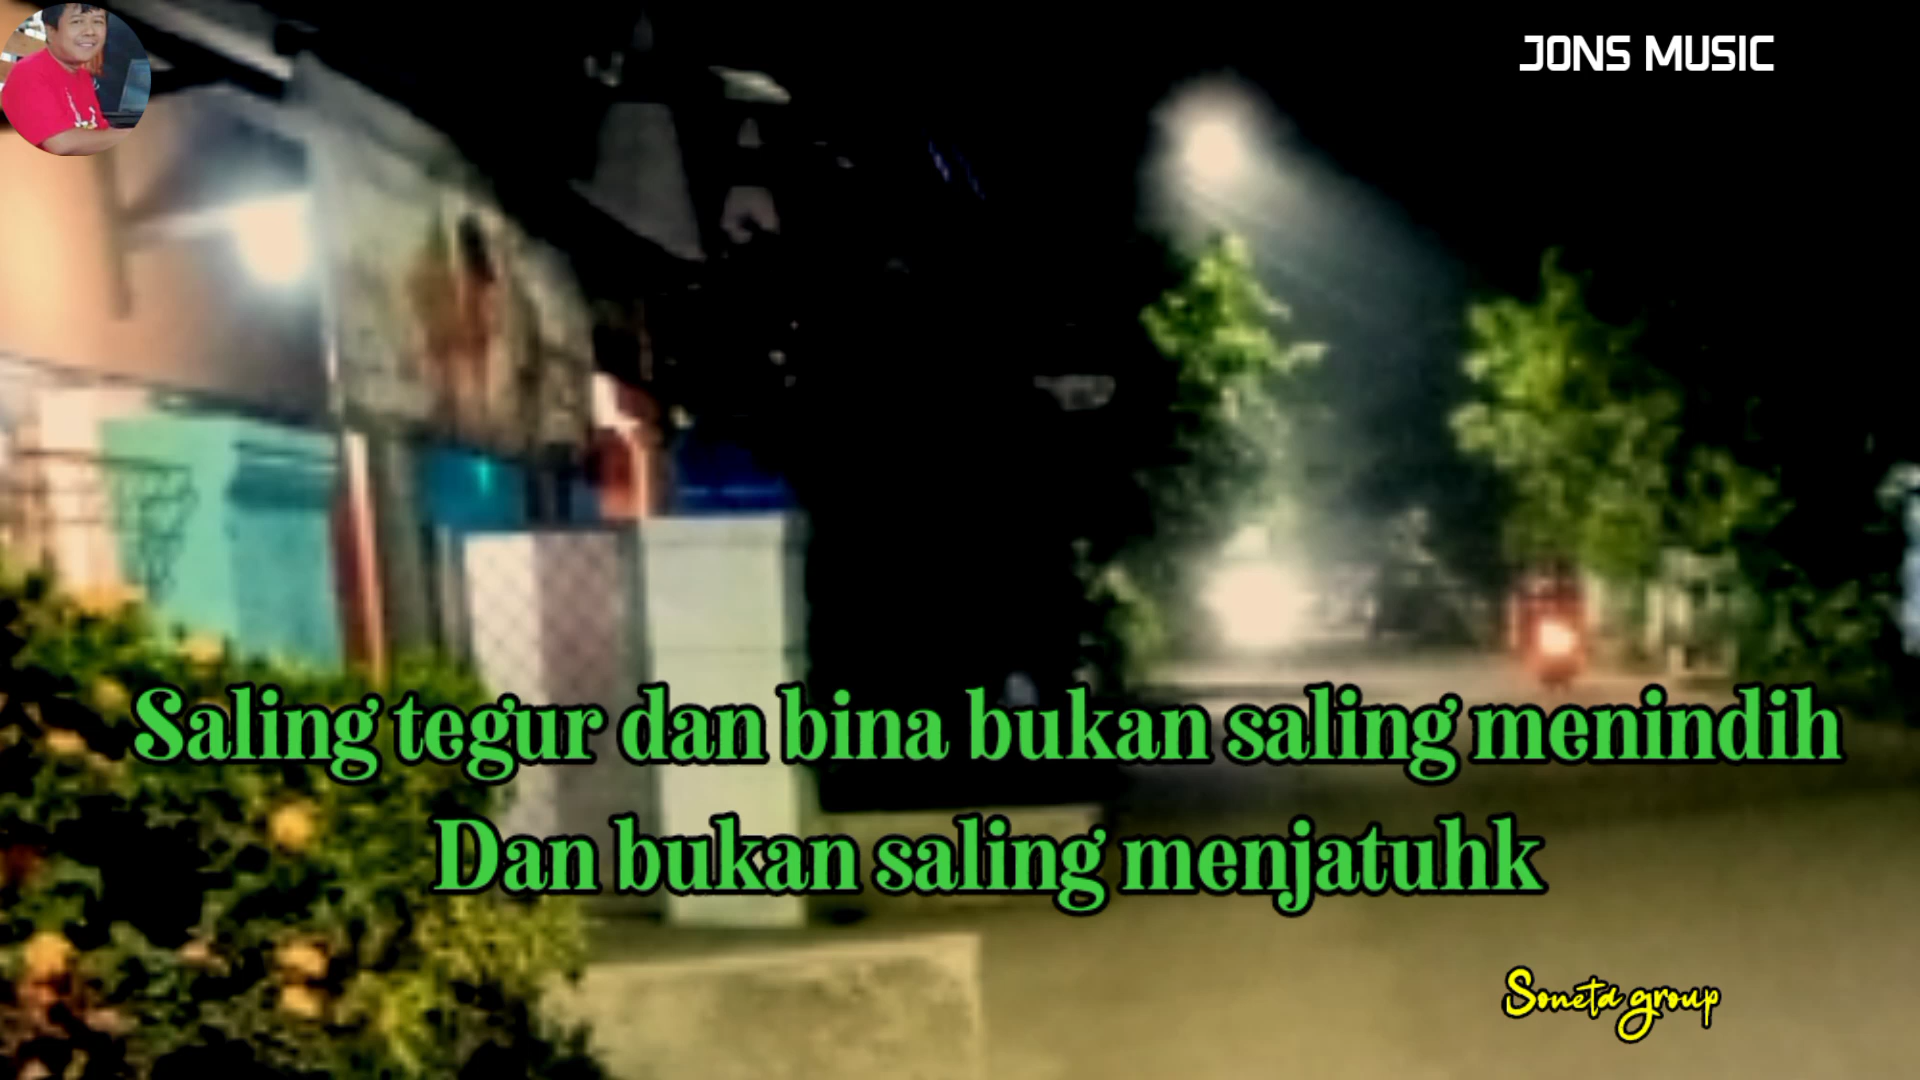 JONS MUSIC
Saling tegur dan bina bukan saling menindih
Dan bukan saling menjatuhk
Soneta group